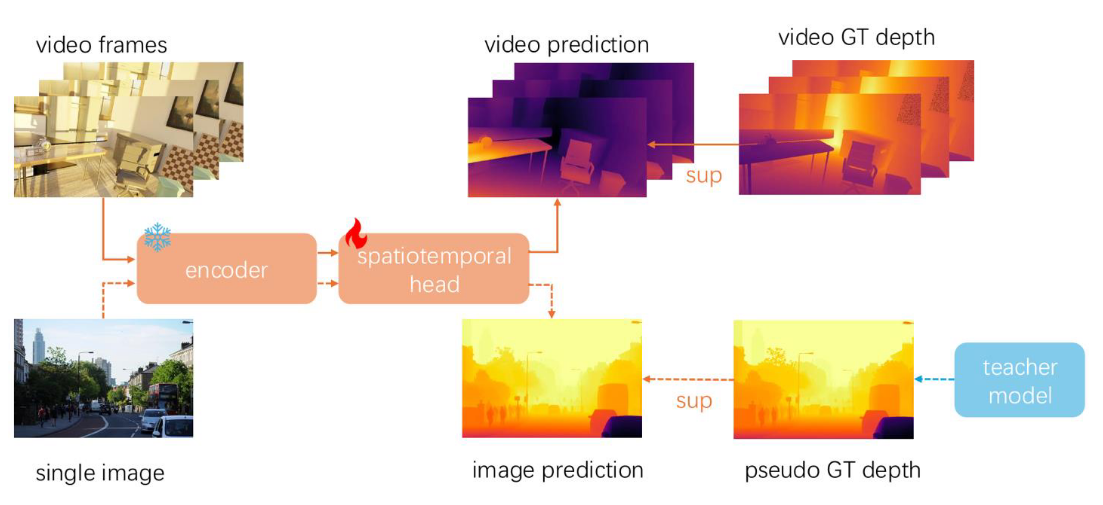 video frames
video prediction
video GT depth
sup
encoder
spatiotemporal
head
teacher
model
sup
single image
image prediction
pseudo GT depth